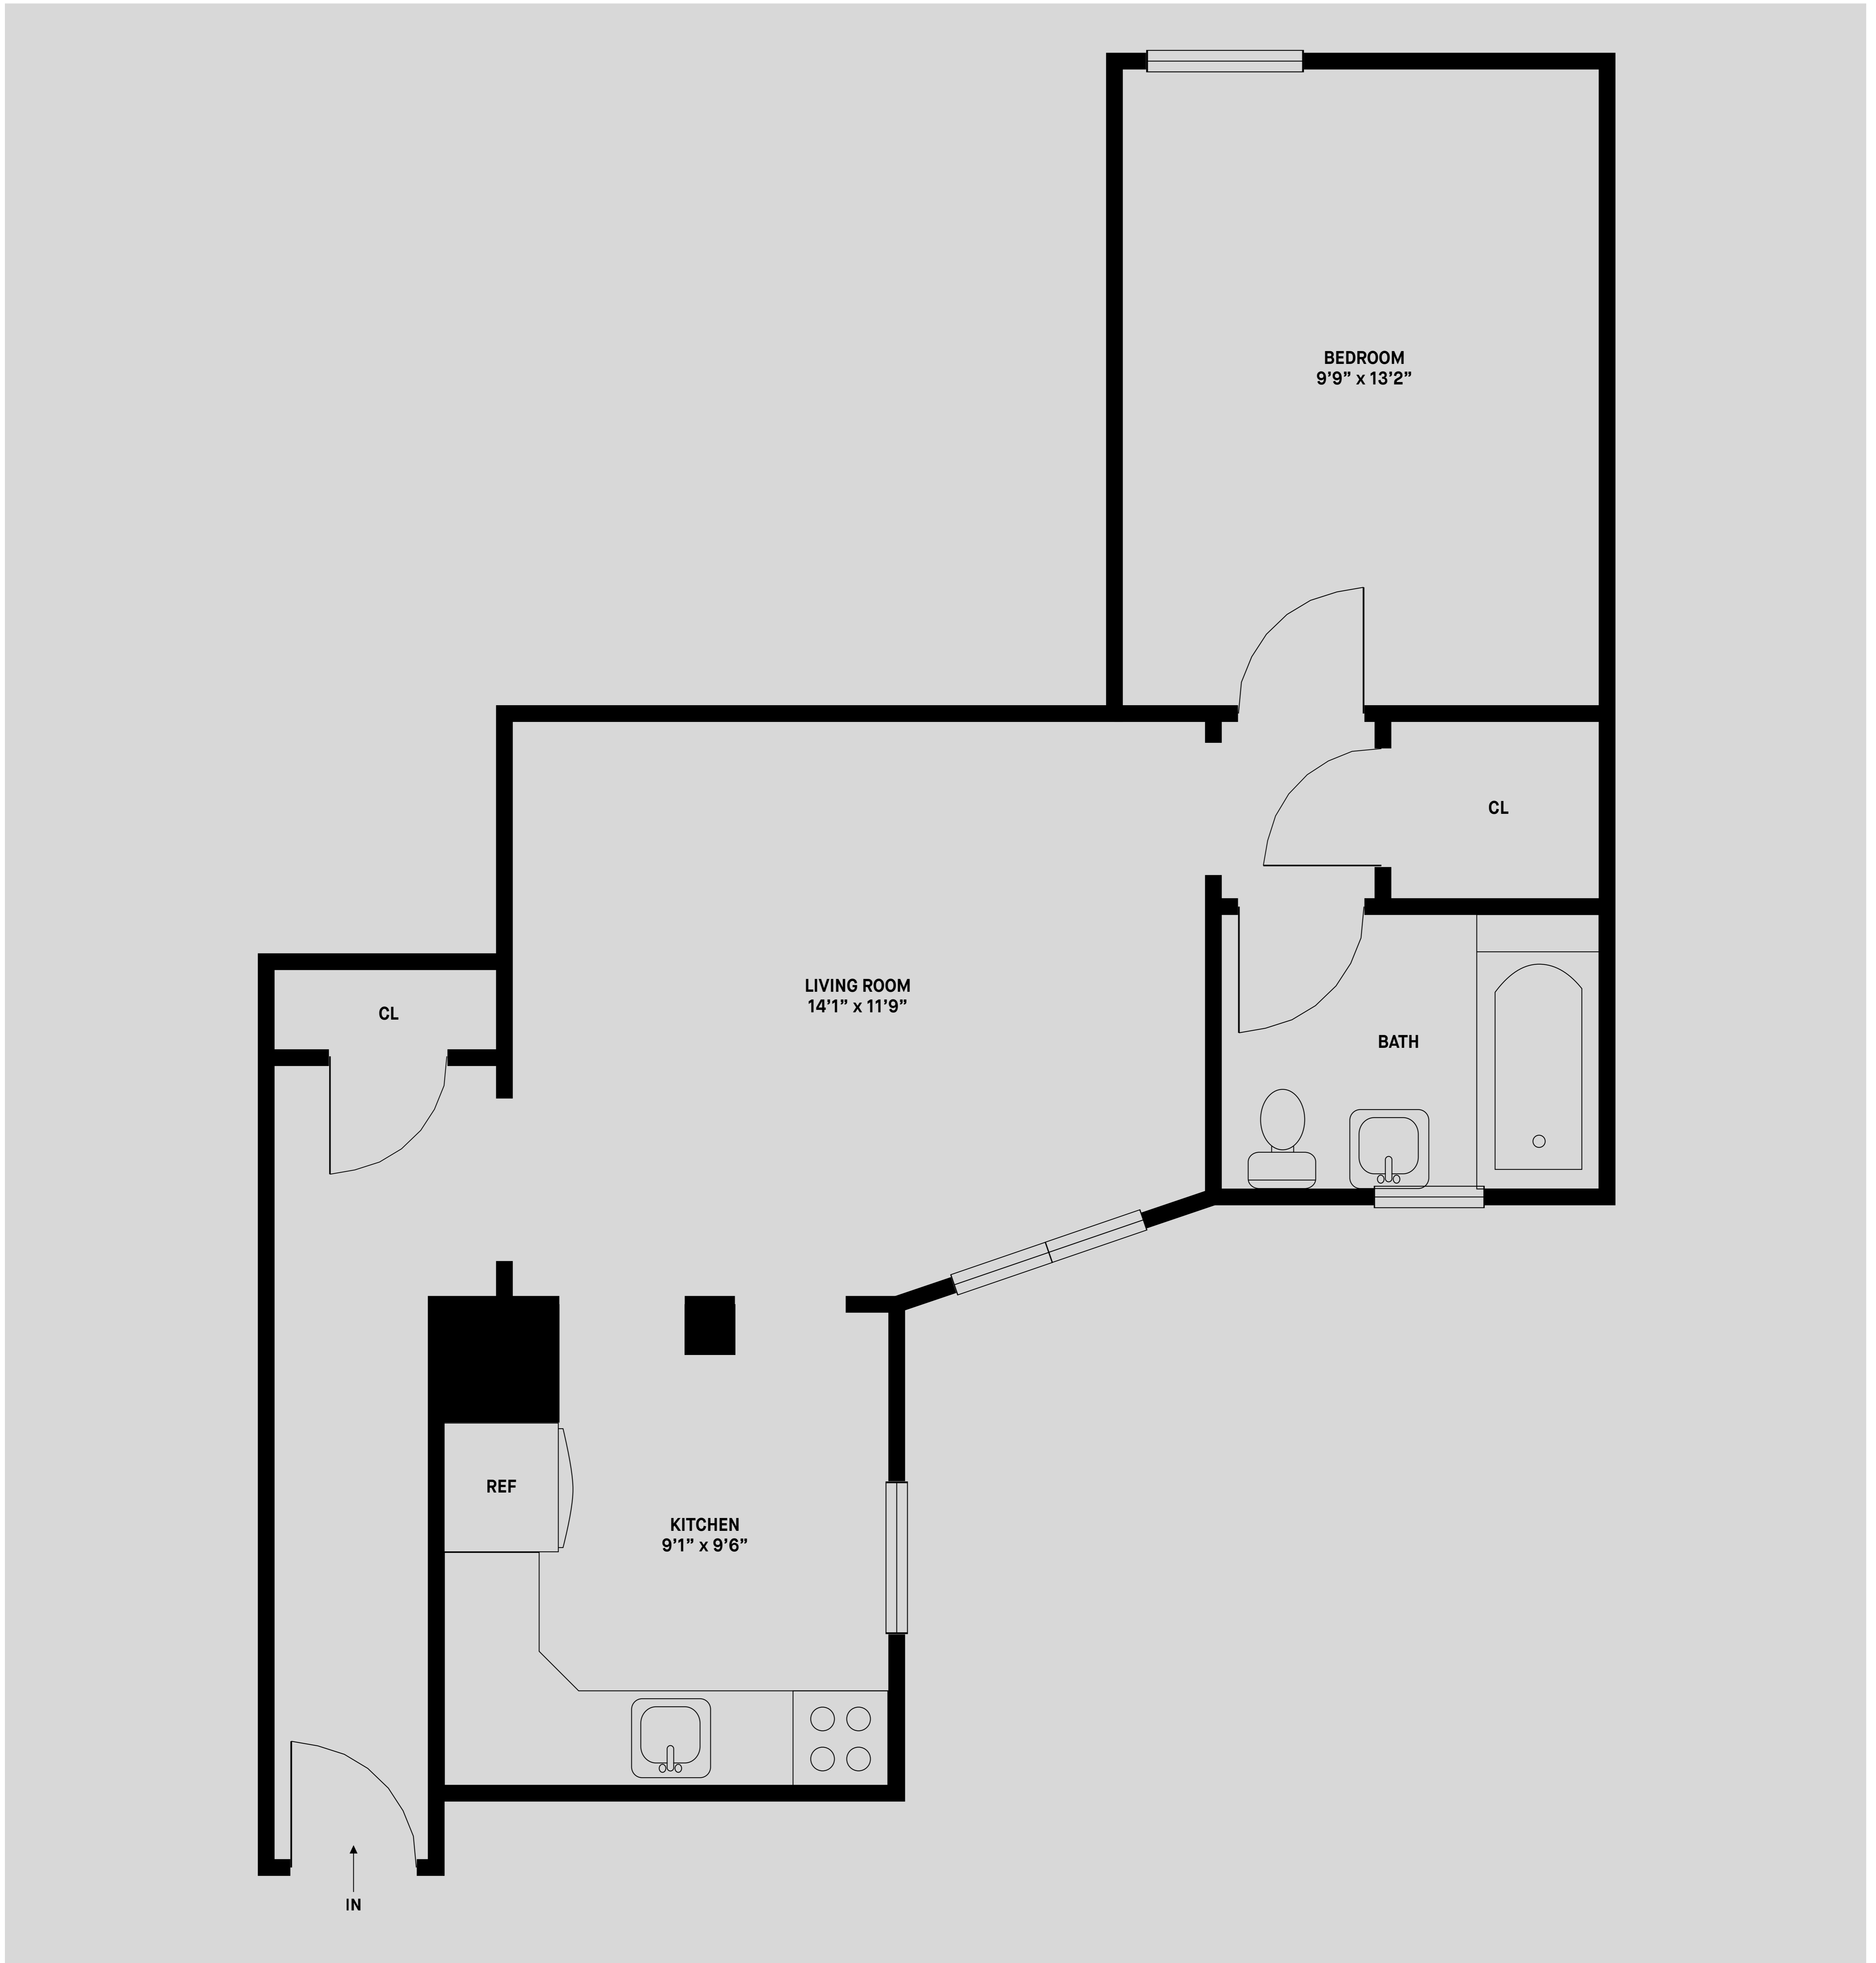 BEDROOM
9’9” x 13’2”
CL
LIVING ROOM
14’1” x 11’9”
CL
BATH
REF
KITCHEN
9’1” x 9’6”
IN